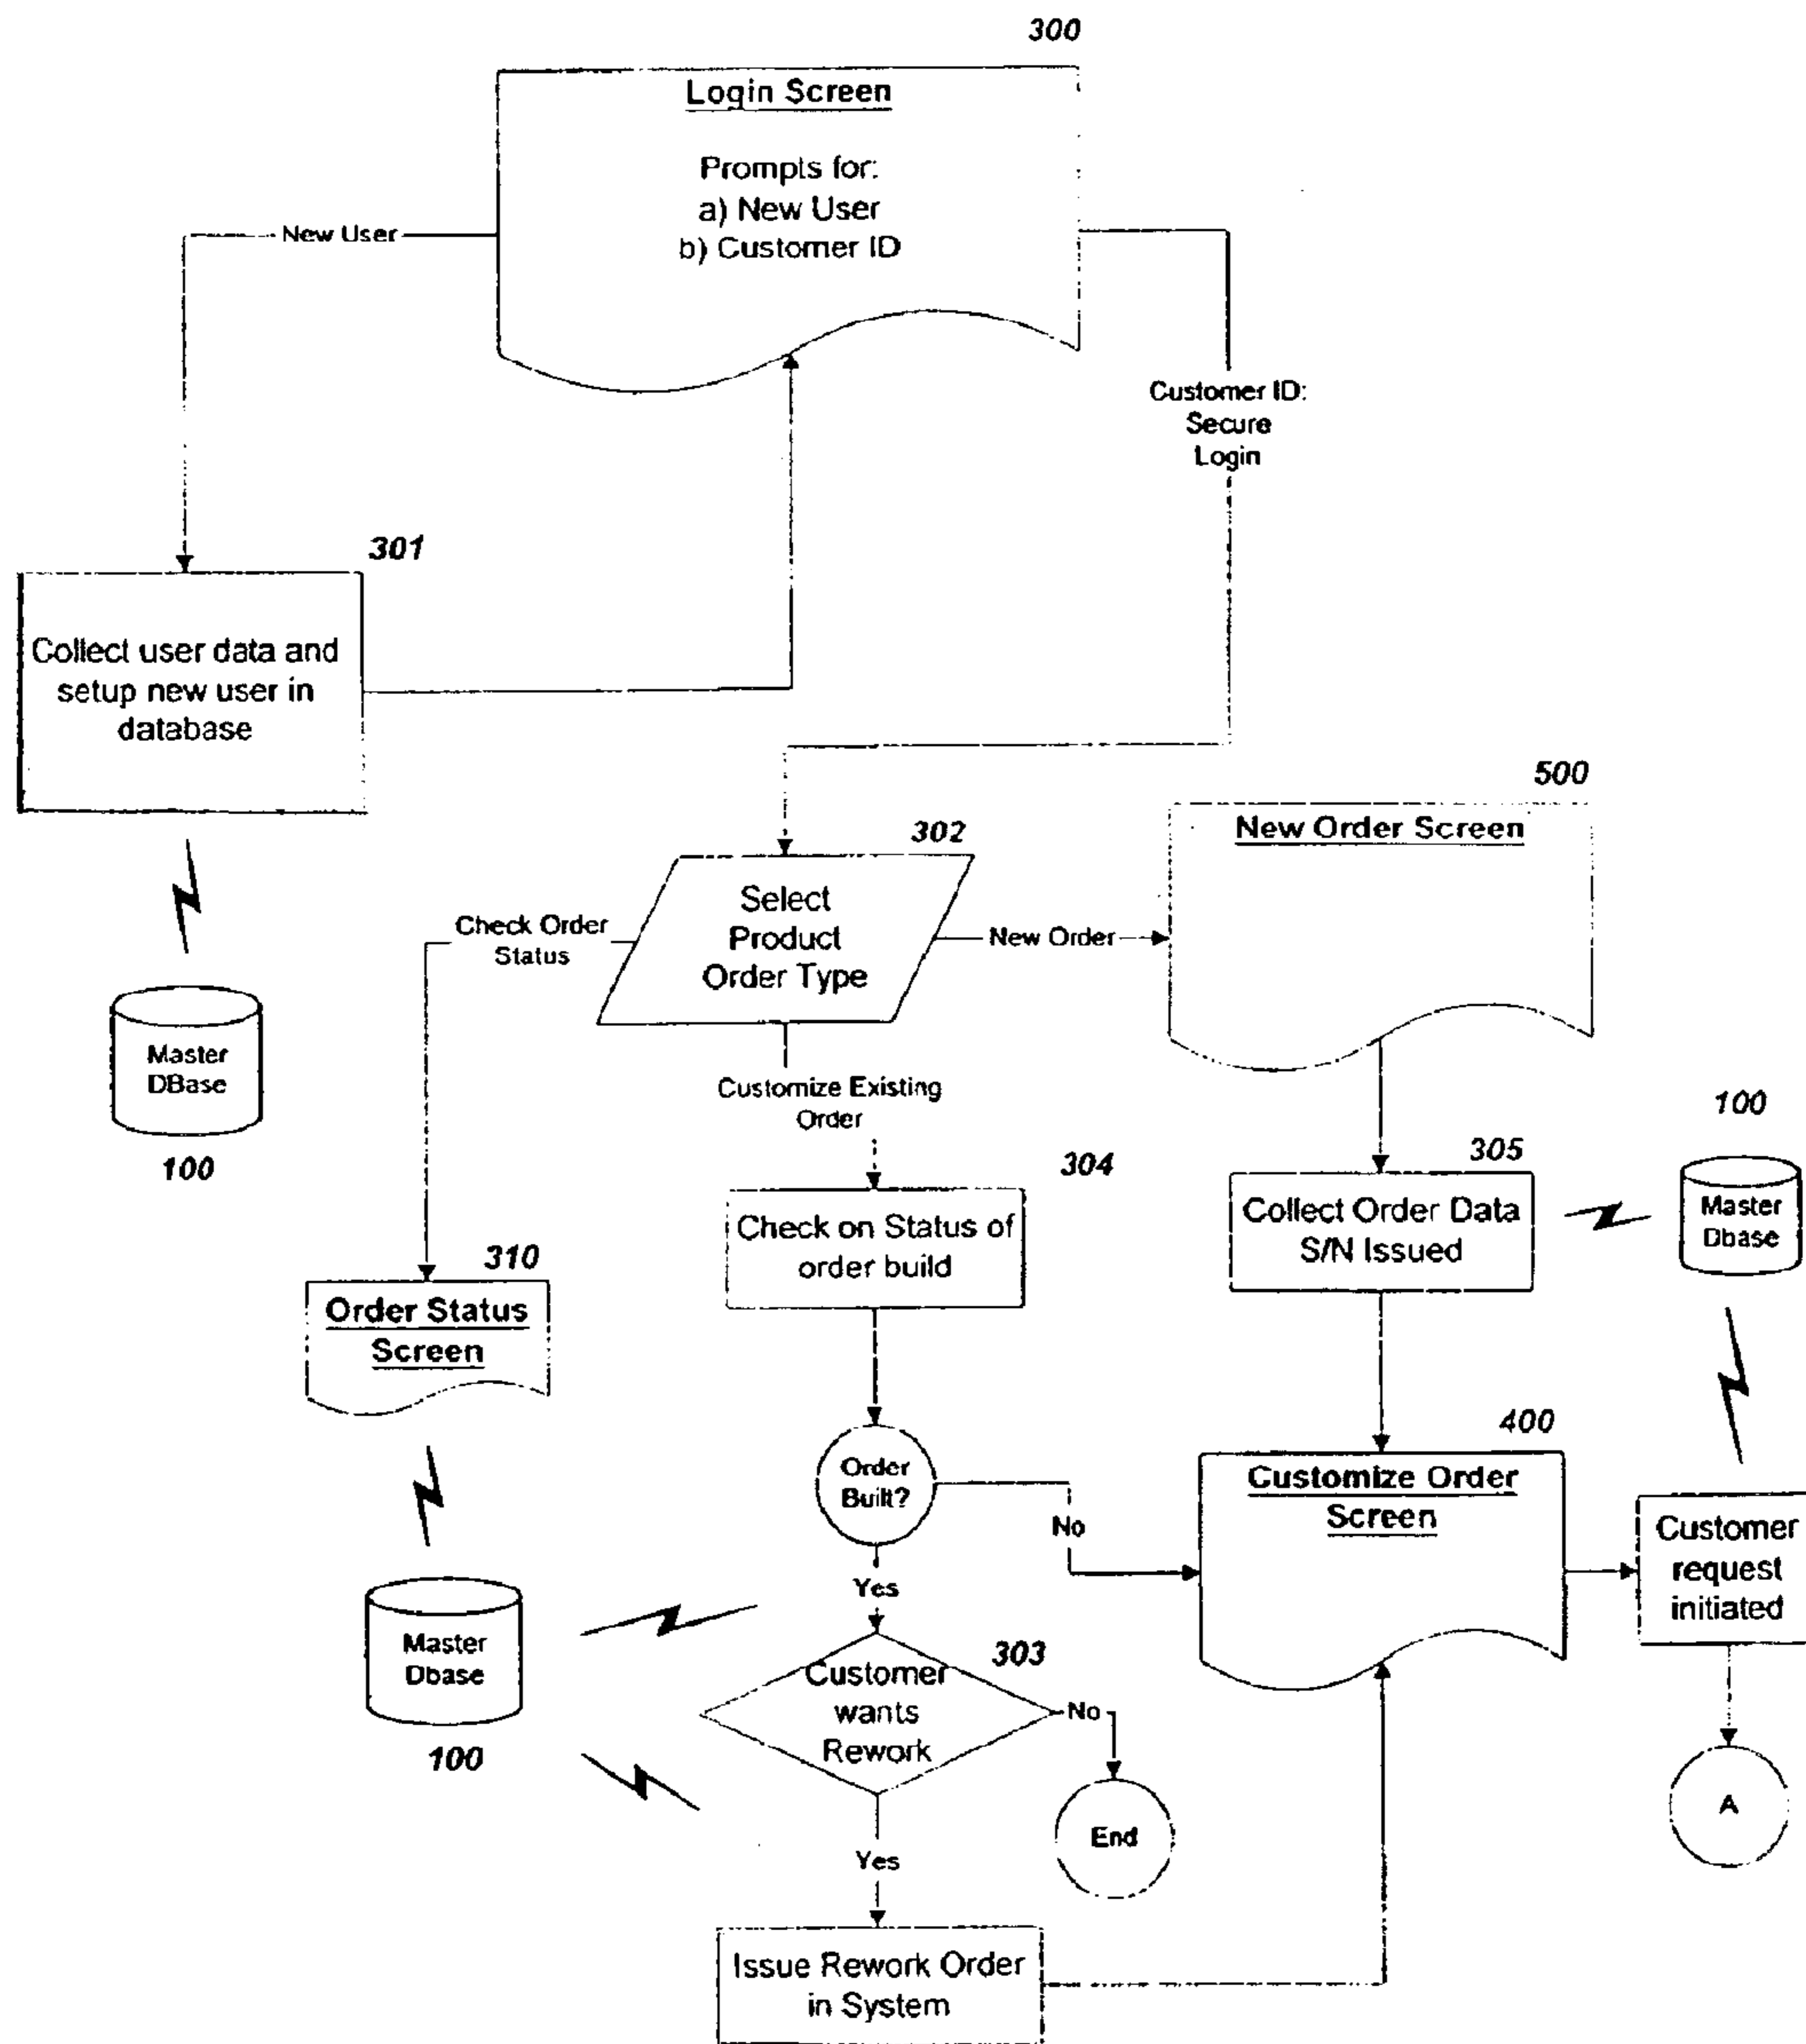 300
Login Screen
Prompts for:
a) New User
b) Customer ID
New User
Customer ID:
Secure
Login
301
Collect user data and
setup new user in
database
500
New Order Screen
302
Select
Product
Order Type
Check Order
Status
New Order
Master
DBase
100
Customize Existing
Order
100
304
305
Check on Status of
order build
Collect Order Data
S/N Issued
Master
Dbase
310
Order Status
Screen
400
Order
Built?
Customize Order
Screen
No
Customer
request
initiated
Yes
Master
Dbase
100
303
Customer
wants
Rework
No
End
A
Yes
Issue Rework Order
in System